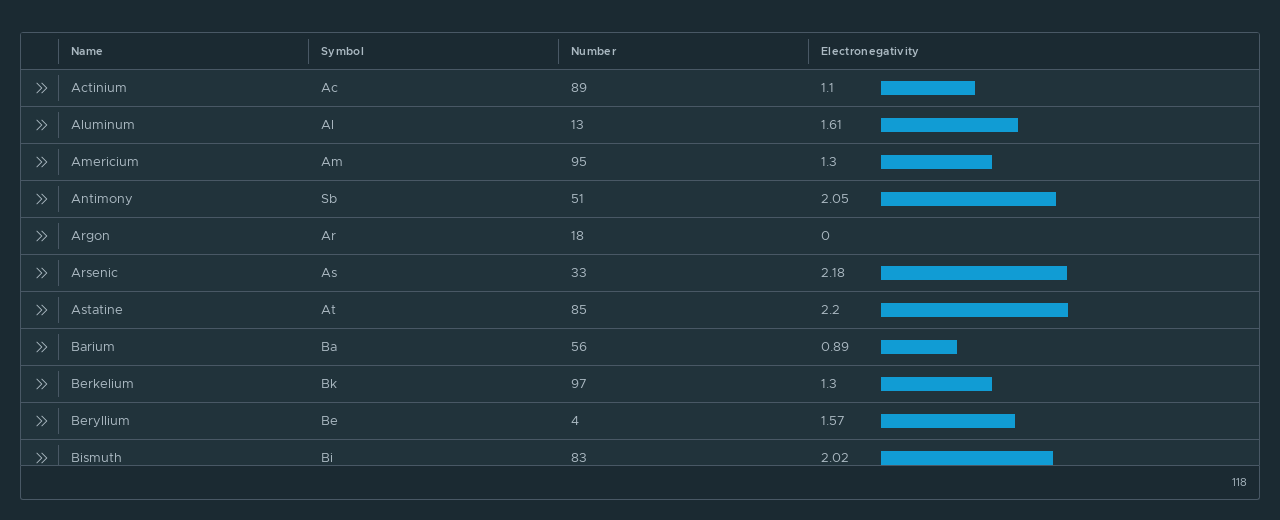 Name Symbol Number Electronegativity
Actinium Ac 89 1.1
Aluminum Al 13 1.61
Americium Am 95 1.3
Antimony Sb 51 2.05
Argon Ar 18 0
Arsenic As 33 2.18
Astatine At 85 2.2
Barium Ba 56 0.89
Berkelium Bk 97 1.3
Beryllium Be 4 1.57
Bismuth Bi 83 2.02
118